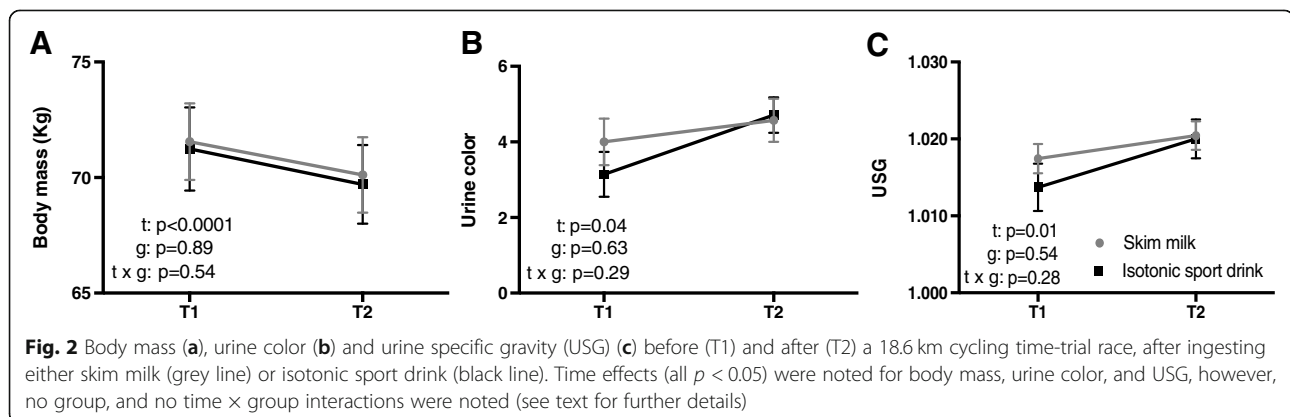 A
75
70
65
Body mass (Kg)
t: p<0.0001
g: p=0.89
t x g: p=0.54
T1 T2
B
6
4
2
0
Urine color
t: p=0.04
g: p=0.63
t x g: p=0.29
T1 T2
C
1.030
1.020
1.010
1.000
USG
t: p=0.01
g: p=0.54
t x g: p=0.28
Skim milk
Isotonic sport drink
T1 T2
Fig. 2 Body mass (a), urine color (b) and urine specific gravity (USG) (c) before (T1) and after (T2) a 18.6 km cycling time-trial race, after ingesting
either skim milk (grey line) or isotonic sport drink (black line). Time effects (all p < 0.05) were noted for body mass, urine color, and USG, however,
no group, and no time × group interactions were noted (see text for further details)